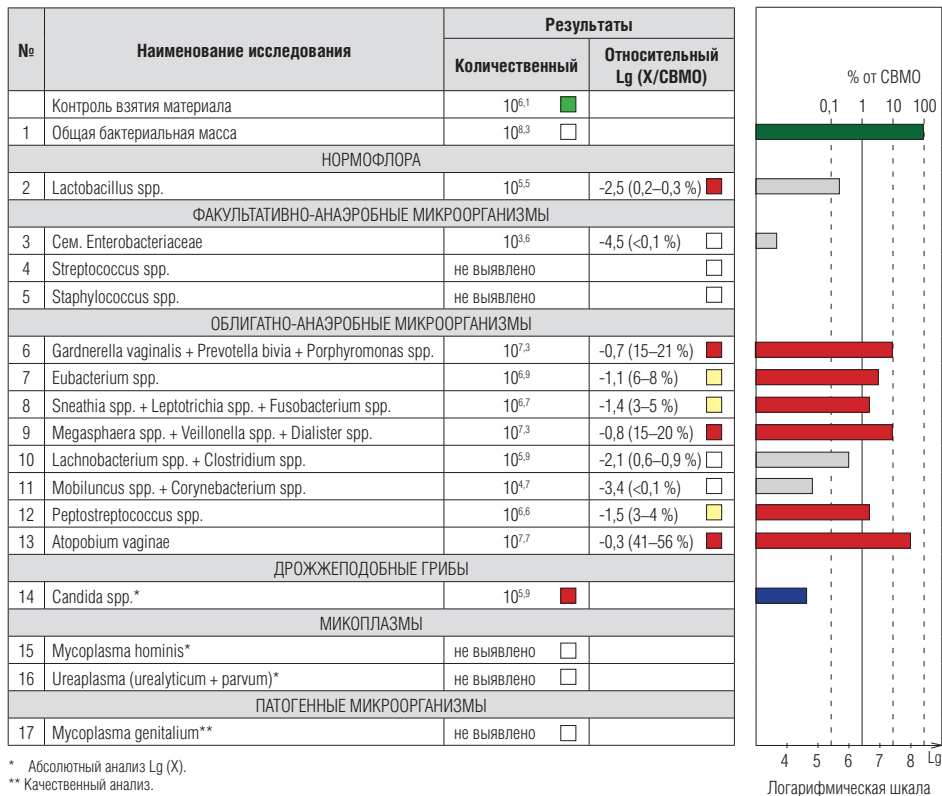 № Наименование исследования Результаты
Количественный Относительный Lg (X/СВМО)
Контроль взятия материала 10^6,1
1 Общая бактериальная масса 10^8,3
НОРМОФЛОРА
2 Lactobacillus spp. 10^5,5 -2,5 (0,2–0,3 %)
ФАКУЛЬТАТИВНО-АНАЭРОБНЫЕ МИКРООРГАНИЗМЫ
3 Сем. Enterobacteriaceae 10^3,6 -4,5 (<0,1 %)
4 Streptococcus spp. не выявлено
5 Staphylococcus spp. не выявлено
ОБЛИГАТНО-АНАЭРОБНЫЕ МИКРООРГАНИЗМЫ
6 Gardnerella vaginalis + Prevotella bivia + Porphyromonas spp. 10^7,3 -0,7 (15–21 %)
7 Eubacterium spp. 10^6,9 -1,1 (6–8 %)
8 Sneathia spp. + Leptotrichia spp. + Fusobacterium spp. 10^6,7 -1,4 (3–5 %)
9 Megasphaera spp. + Veillonella spp. + Dialister spp. 10^7,3 -0,8 (15–20 %)
10 Lachnobacterium spp. + Clostridium spp. 10^5,9 -2,1 (0,6–0,9 %)
11 Mobiluncus spp. + Corynebacterium spp. 10^4,7 -3,4 (<0,1 %)
12 Peptostreptococcus spp. 10^6,6 -1,5 (3–4 %)
13 Atopobium vaginae 10^7,7 -0,3 (41–56 %)
ДРОЖЖЕПОДОБНЫЕ ГРИБЫ
14 Candida spp.* 10^5,9
МИКОПЛАЗМЫ
15 Mycoplasma hominis* не выявлено
16 Ureaplasma (urealyticum + parvum)* не выявлено
ПАТОГЕННЫЕ МИКРООРГАНИЗМЫ
17 Mycoplasma genitalium** не выявлено
* Абсолютный анализ Lg (X).
** Качественный анализ.
% от СВМО
0,1 1 10 100
4 5 6 7 8 Lg
Логарифмическая шкала